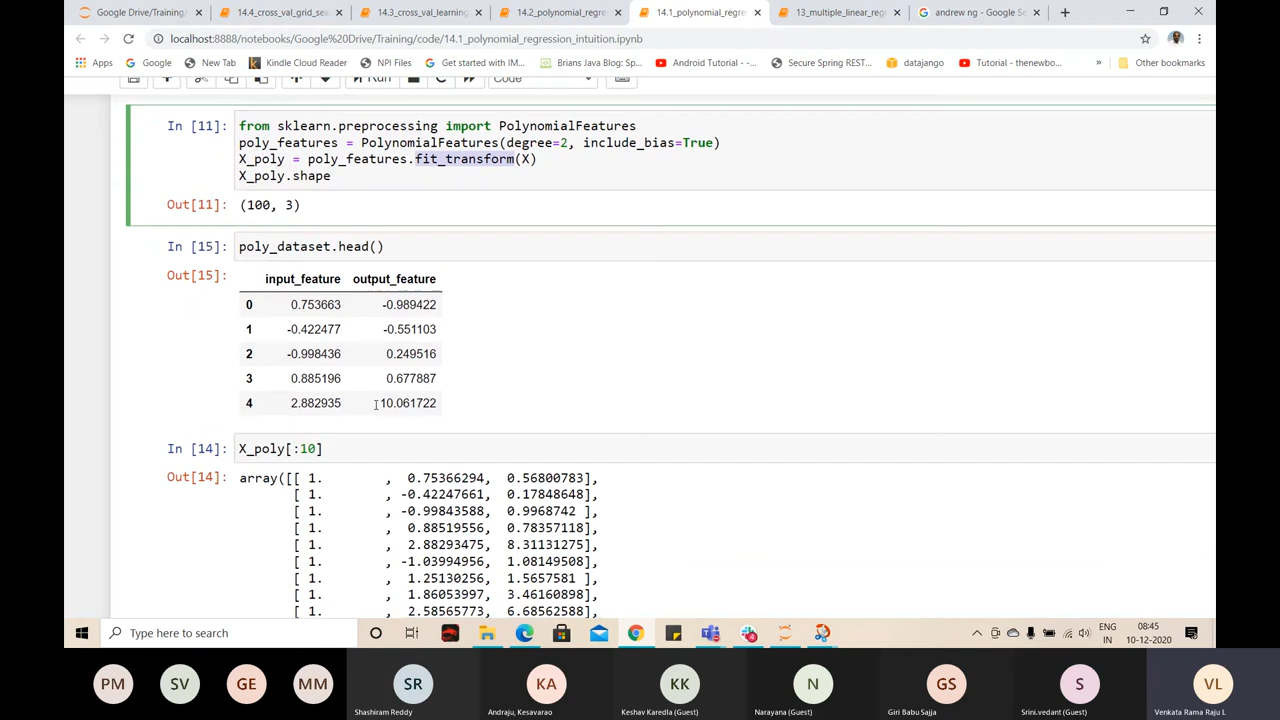 Google Drive/Training/ 14.4_cross_val_grid_sea 14.3_cross_val_learning 14.2_polynomial_regre 14.1_polynomial_regre 13_multiple_linear_reg andrew ng - Google Se
localhost:8888/notebooks/Google%20Drive/Training/code/14.1_polynomial_regression_intuition.ipynb
Apps Google New Tab Kindle Cloud Reader NPI Files Get started with IM... Brians Java Blog: Sp... Android Tutorial - ... Secure Spring REST... datajango Tutorial - thenewbo... » Other bookmarks
Run Code
In [11]: from sklearn.preprocessing import PolynomialFeatures
poly_features = PolynomialFeatures(degree=2, include_bias=True)
X_poly = poly_features.fit_transform(X)
X_poly.shape
Out[11]: (100, 3)
In [15]: poly_dataset.head()
Out[15]:
input_feature output_feature
0 0.753663 -0.989422
1 -0.422477 -0.551103
2 -0.998436 0.249516
3 0.885196 0.677887
4 2.882935 10.061722
In [14]: X_poly[:10]
Out[14]: array([[ 1. , 0.75366294, 0.56800783],
[ 1. , -0.42247661, 0.17848648],
[ 1. , -0.99843588, 0.9968742 ],
[ 1. , 0.88519556, 0.78357118],
[ 1. , 2.88293475, 8.31131275],
[ 1. , -1.03994956, 1.08149508],
[ 1. , 1.25130256, 1.5657581 ],
[ 1. , 1.86053997, 3.46160898],
[ 1. , 2.58565773, 6.68562588],
Type here to search
ENG
IN
08:45
10-12-2020
PM SV GE MM SR KA KK N GS S VL
Shashiram Reddy Andraju, Kesavarao Keshav Karedla (Guest) Narayana (Guest) Giri Babu Sajja Srini.vedant (Guest) Venkata Rama Raju L